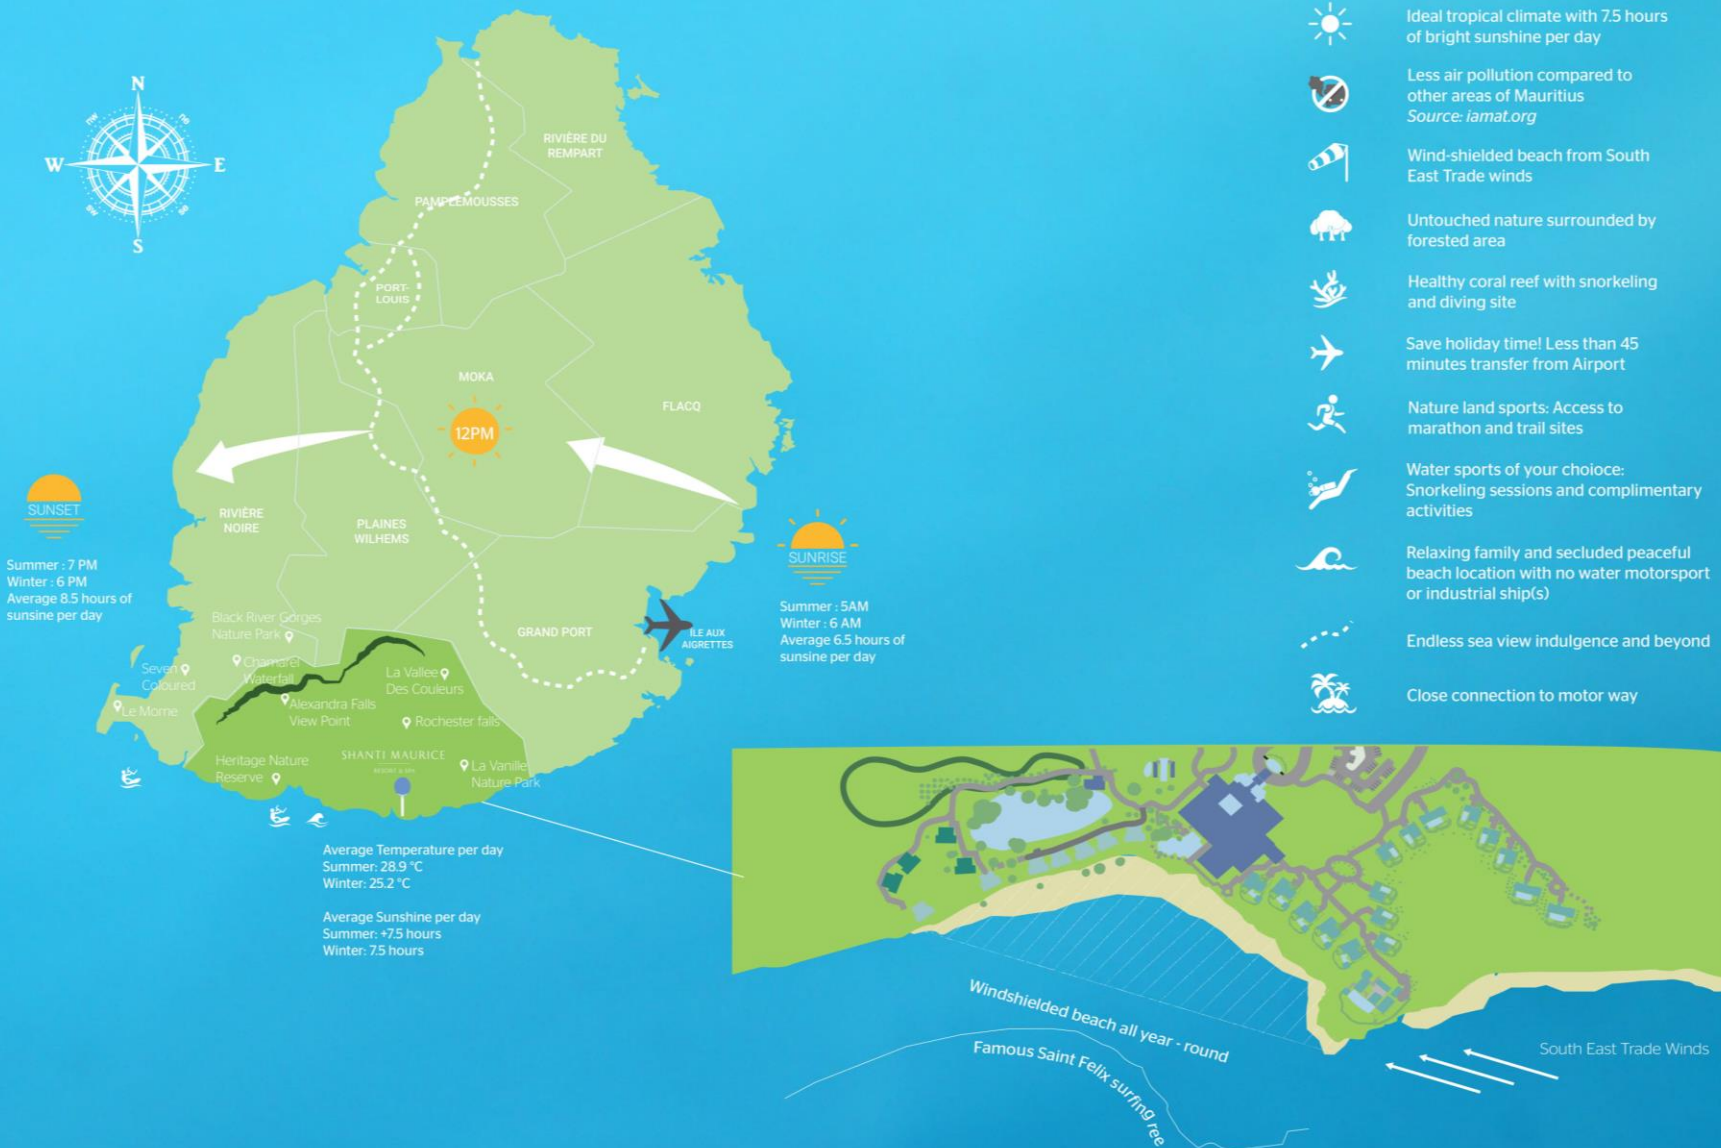 N
nw
ne
W
E
sw
se
S
RIVIÈRE DU
REMPART
PAMPLEMOUSSES
PORT-
LOUIS
MOKA
12PM
FLACQ
SUNSET
Summer : 7 PM
Winter : 6 PM
Average 8.5 hours of
sunsine per day
RIVIÈRE
NOIRE
PLAINES
WILHEMS
SUNRISE
Summer : 5AM
Winter : 6 AM
Average 6.5 hours of
sunsine per day
GRAND PORT
ÎLE AUX
AIGRETTES
Black River Gorges
Nature Park
Seven
Coloured
Chamarel
Waterfall
Le Morne
La Vallee
Des Couleurs
Alexandra Falls
View Point
Rochester falls
Heritage Nature
Reserve
SHANTI MAURICE
RESORT & SPA
La Vanille
Nature Park
Average Temperature per day
Summer: 28.9 °C
Winter: 25.2 °C
Average Sunshine per day
Summer: +7.5 hours
Winter: 7.5 hours
Ideal tropical climate with 7.5 hours
of bright sunshine per day
Less air pollution compared to
other areas of Mauritius
Source: iamat.org
Wind-shielded beach from South
East Trade winds
Untouched nature surrounded by
forested area
Healthy coral reef with snorkeling
and diving site
Save holiday time! Less than 45
minutes transfer from Airport
Nature land sports: Access to
marathon and trail sites
Water sports of your choioce:
Snorkeling sessions and complimentary
activities
Relaxing family and secluded peaceful
beach location with no water motorsport
or industrial ship(s)
Endless sea view indulgence and beyond
Close connection to motor way
Windshielded beach all year - round
Famous Saint Felix surfing ree
South East Trade Winds